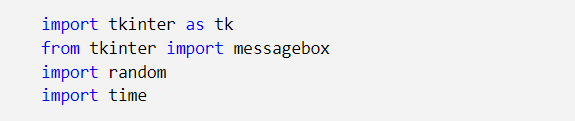 import tkinter as tk
from tkinter import messagebox
import random
import time